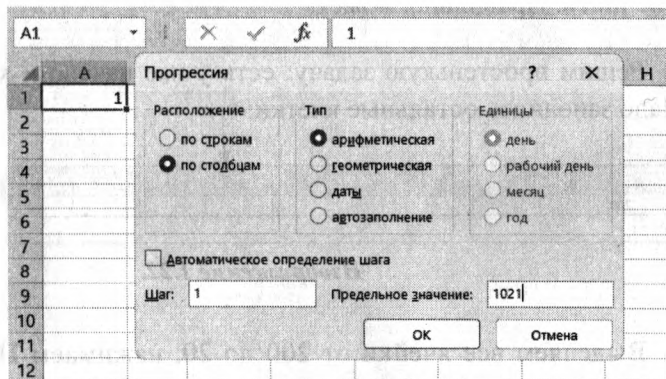 A1 1
Прогрессия ? ×
A H
Расположение Тип Единицы
1 1
по строкам арифметическая день
2
по столбцам геометрическая рабочий день
3
даты месяц
4
автозаполнение год
5
6
7
Автоматическое определение шага
8
Шаг: 1 Предельное значение: 1021
9
10
ОК Отмена
11
12